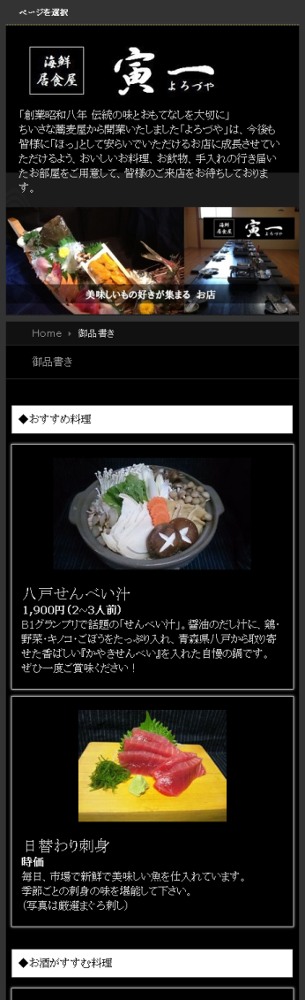 ページを選択
海鮮
居食屋
寅一
よろづや
「創業昭和八年 伝統の味とおもてなしを大切に」
ちいさな蕎麦屋から開業いたしました「よろづや」は、今後も
皆様に「ほっ」として安らいでいただけるお店に成長させてい
ただけるよう、おいしいお料理、お飲物、手入れの行き届い
たお部屋をご用意して、皆様のご来店をお待ちしておりま
す。
海鮮
居食屋
寅一
よろづや
美味しいもの好きが集まる お店
Home 御品書き
御品書き
◆おすすめ料理
八戸せんべい汁
1,900円（2～3人前）
B1グランプリで話題の「せんべい汁」。醤油のだし汁に、鶏・
野菜・キノコ・ごぼうをたっぷり入れ、青森県八戸から取り寄
せた香ばしい『かやきせんべい』を入れた自慢の鍋です。
ぜひ一度ご賞味ください！
日替わり刺身
時価
毎日、市場で新鮮で美味しい魚を仕入れています。
季節ごとの刺身の味を堪能して下さい。
（写真は厳選まぐろ刺し）
◆お酒がすすむ料理